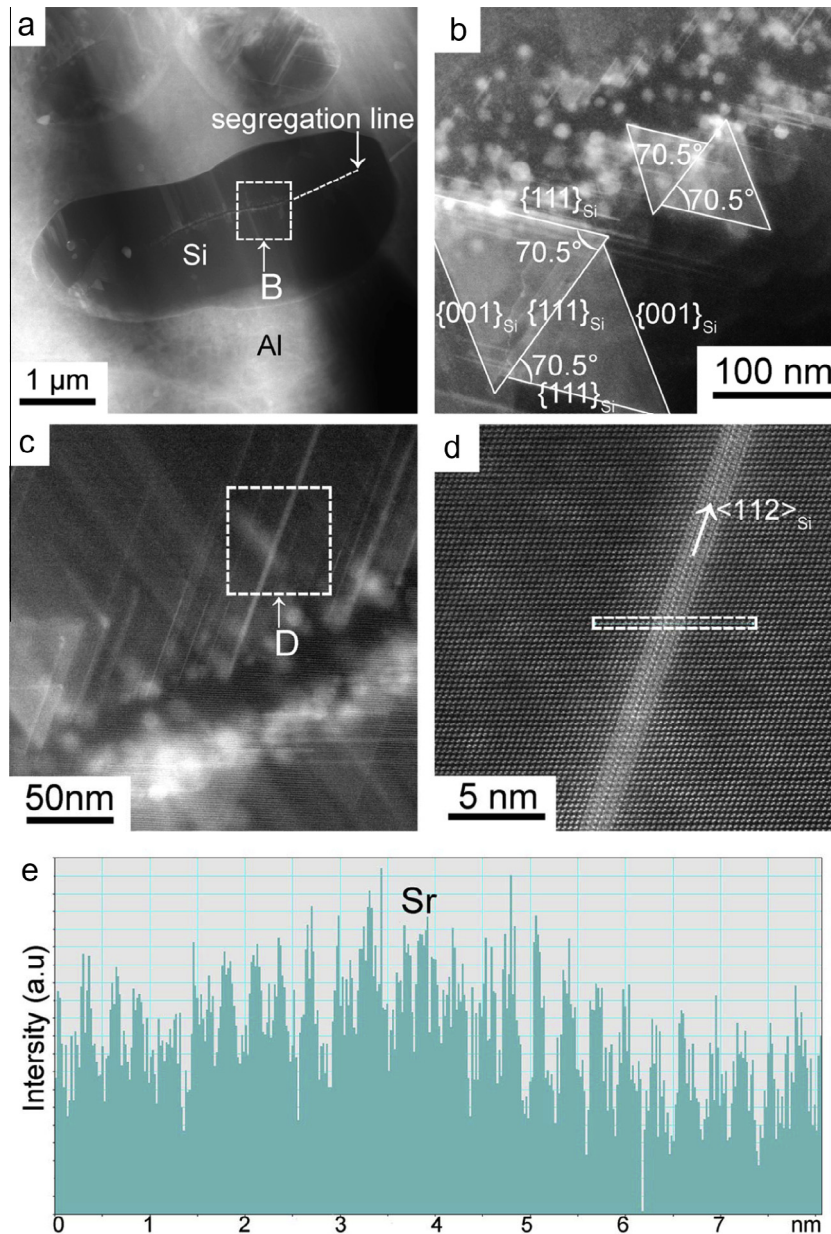 a
segregation line
Si
B
Al
1 µm
b
70.5°
70.5°
{111}Si
70.5°
{001}Si
{111}Si
{001}Si
70.5°
{111}Si
100 nm
c
D
50nm
d
<112>Si
5 nm
e
Sr
Intersity (a.u)
0 1 2 3 4 5 6 7 nm